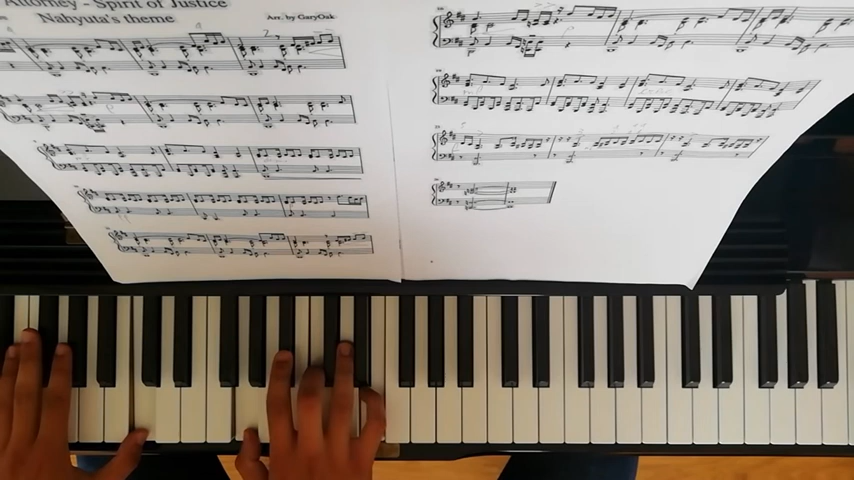 Attorney - Spirit of Justice
Nahyuta's theme
Arr. by GaryOak